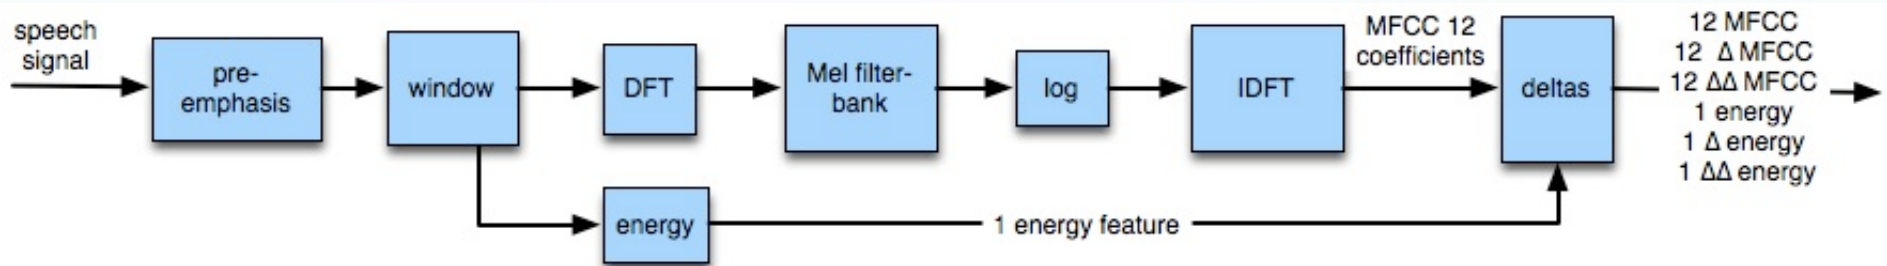 speech
signal
pre-
emphasis
window
DFT
Mel filter-
bank
log
IDFT
MFCC 12
coefficients
deltas
12 MFCC
12 Δ MFCC
12 ΔΔ MFCC
1 energy
1 Δ energy
1 ΔΔ energy
energy
1 energy feature